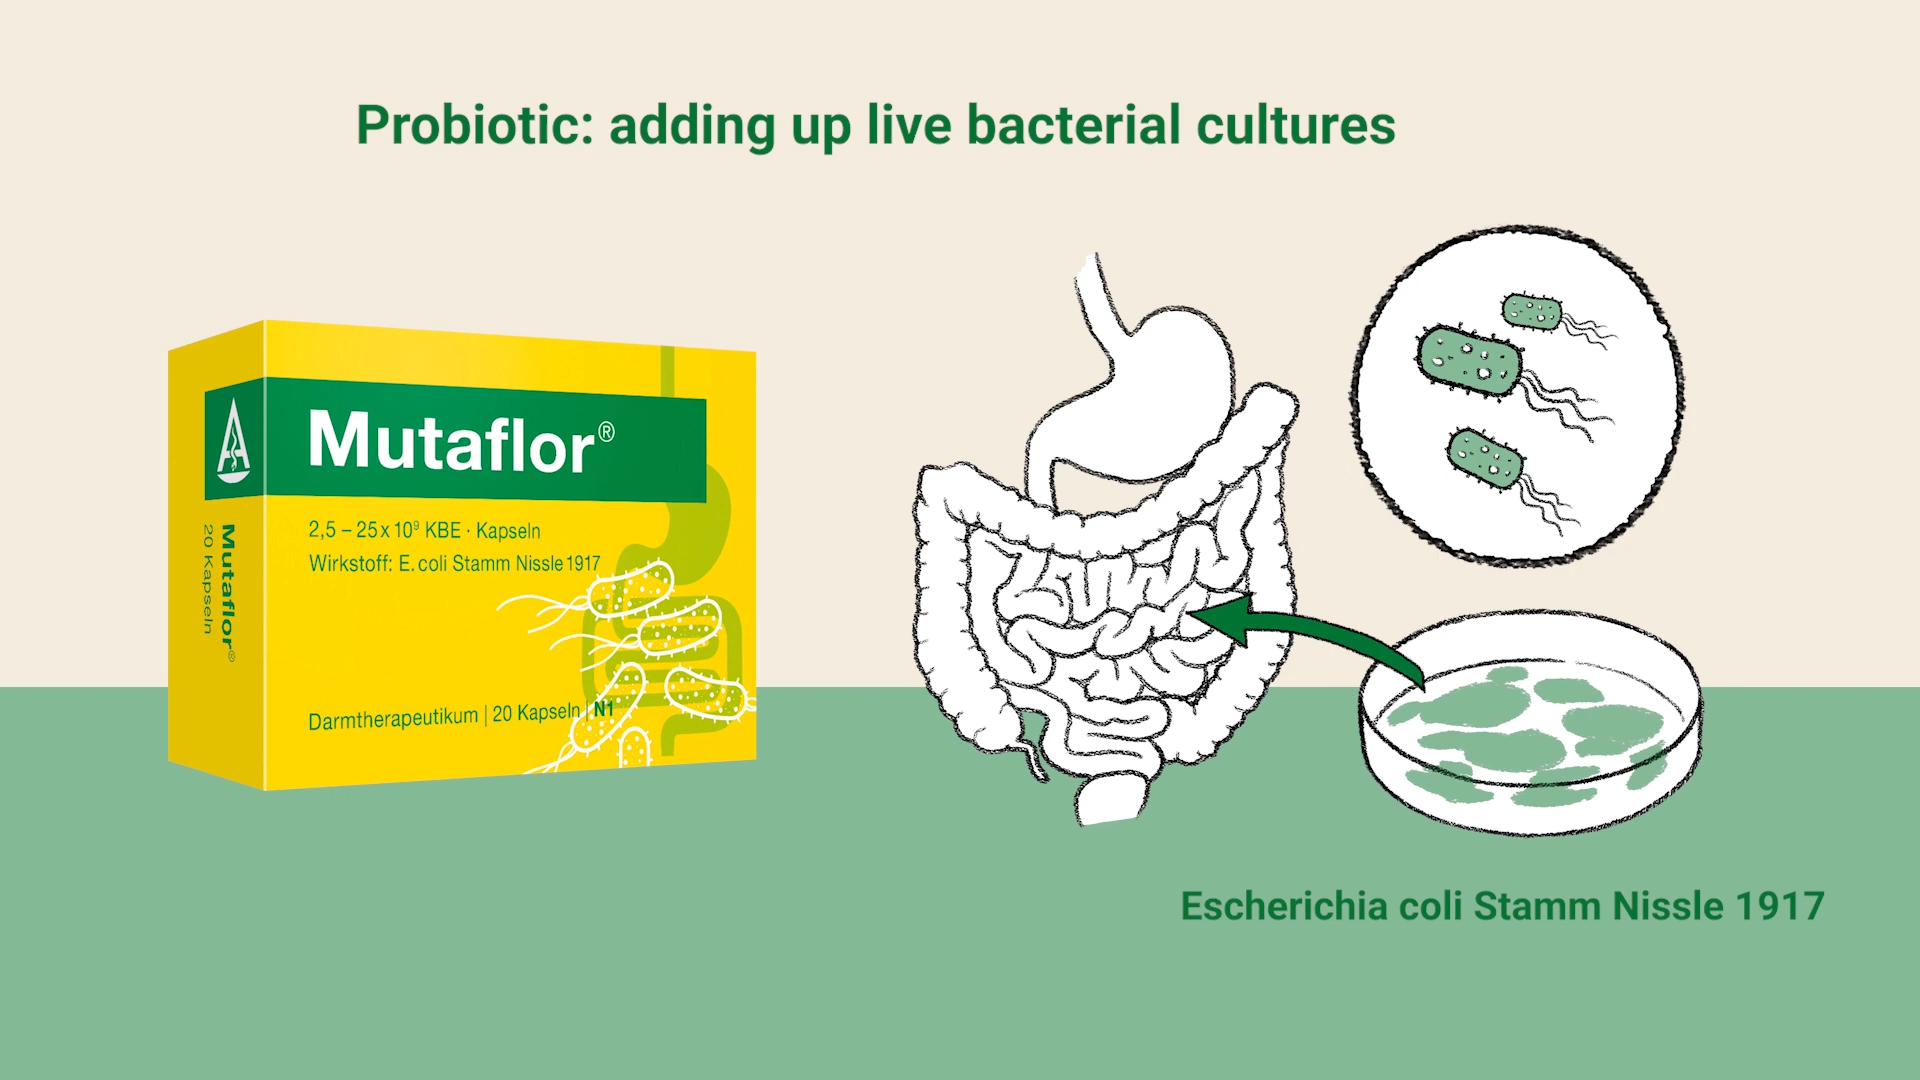 Probiotic: adding up live bacterial cultures
Mutaflor®
2,5 – 25 x 10⁹ KBE · Kapseln
Wirkstoff: E. coli Stamm Nissle 1917
Darmtherapeutikum | 20 Kapseln | N1
Mutaflor®
20 Kapseln
Escherichia coli Stamm Nissle 1917